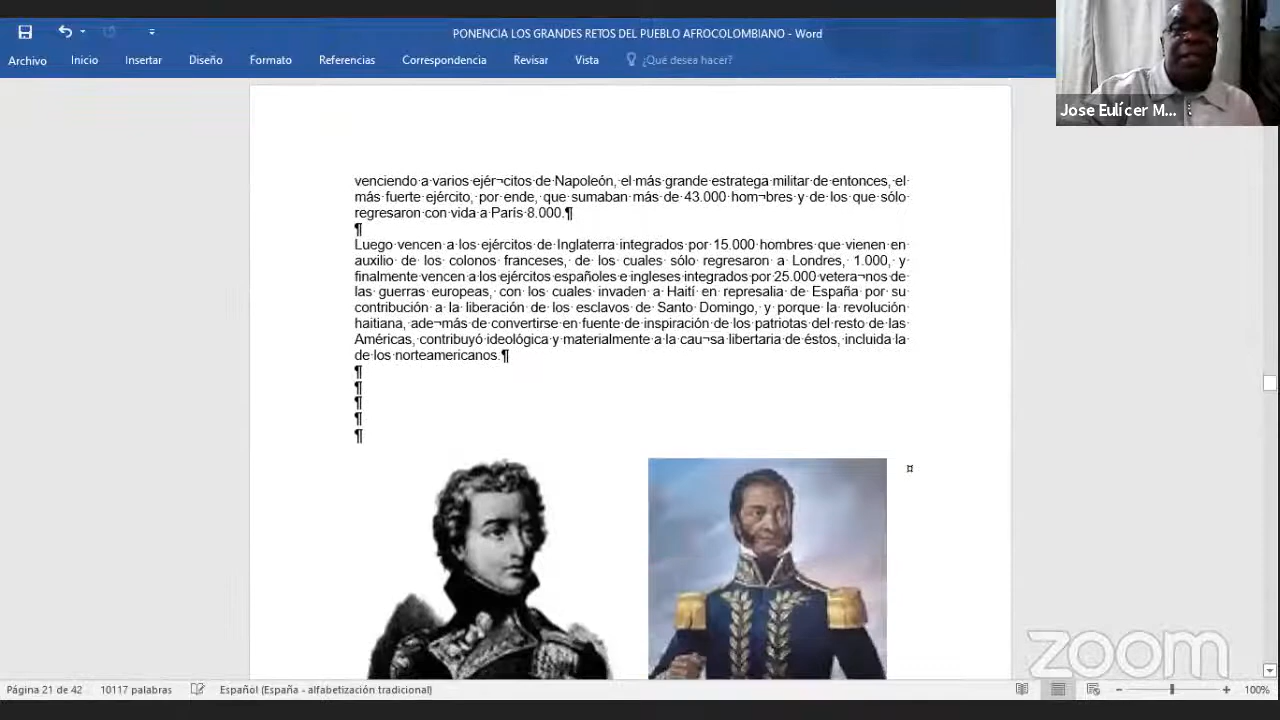 PONENCIA LOS GRANDES RETOS DEL PUEBLO AFROCOLOMBIANO - Word
Archivo Inicio Insertar Diseño Formato Referencias Correspondencia Revisar Vista ¿Qué desea hacer?
Jose Eulícer M...
venciendo a varios ejér¬citos de Napoleón, el más grande estratega militar de entonces, el
más fuerte ejército, por ende, que sumaban más de 43.000 hom¬bres y de los que sólo
regresaron con vida a París 8.000.¶
¶
Luego vencen a los ejércitos de Inglaterra integrados por 15.000 hombres que vienen en
auxilio de los colonos franceses, de los cuales sólo regresaron a Londres, 1.000, y
finalmente vencen a los ejércitos españoles e ingleses integrados por 25.000 vetera¬nos de
las guerras europeas, con los cuales invaden a Haití en represalia de España por su
contribución a la liberación de los esclavos de Santo Domingo, y porque la revolución
haitiana, ade¬más de convertirse en fuente de inspiración de los patriotas del resto de las
Américas, contribuyó ideológica y materialmente a la cau¬sa libertaria de éstos, incluida la
de los norteamericanos.¶
¶
¶
¶
¶
¶
zoom
Página 21 de 42 10117 palabras Español (España - alfabetización tradicional) 100%